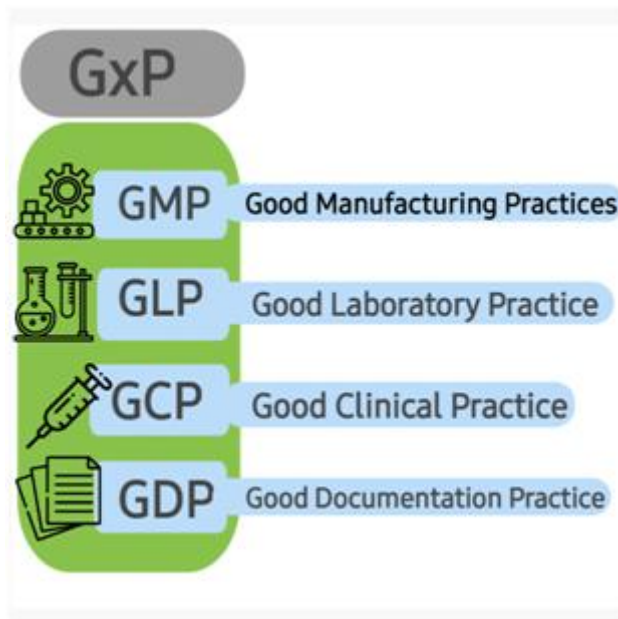 GxP
GMP Good Manufacturing Practices
GLP Good Laboratory Practice
GCP Good Clinical Practice
GDP Good Documentation Practice